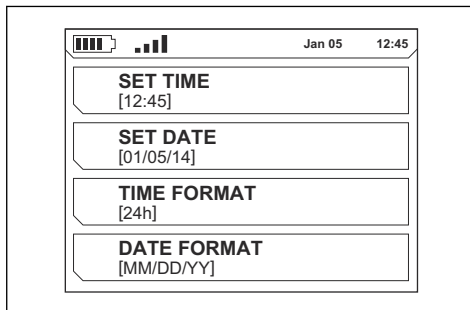 Jan 05 12:45
SET TIME
[12:45]
SET DATE
[01/05/14]
TIME FORMAT
[24h]
DATE FORMAT
[MM/DD/YY]